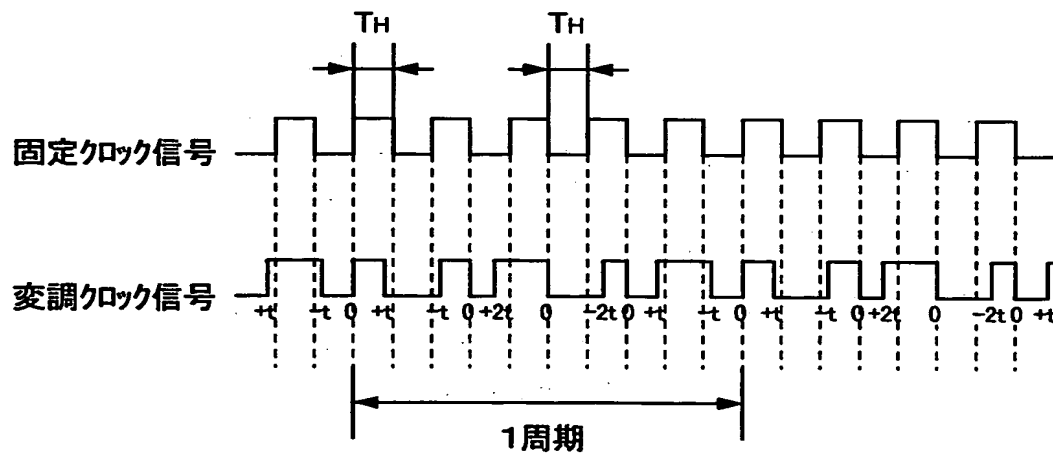 TH TH
固定クロック信号
変調クロック信号
+t -t 0 +t -t 0 +2t 0 -2t 0 +t -t 0 +t -t 0 +2t 0 -2t 0 +t
1周期